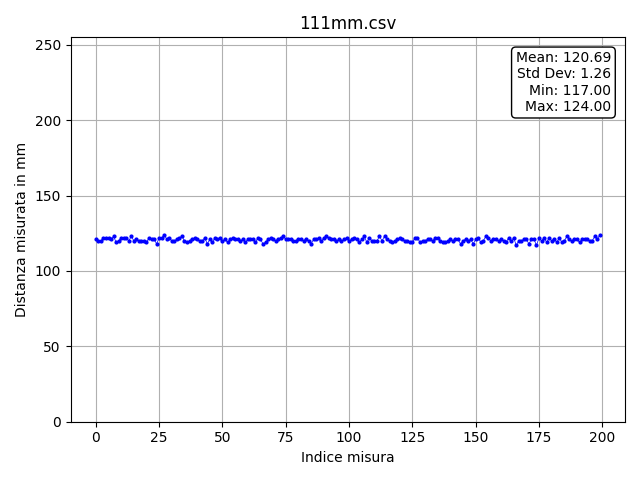 111mm.csv
Mean: 120.69
Std Dev: 1.26
Min: 117.00
Max: 124.00
Distanza misurata in mm
250
200
150
100
50
0
0 25 50 75 100 125 150 175 200
Indice misura